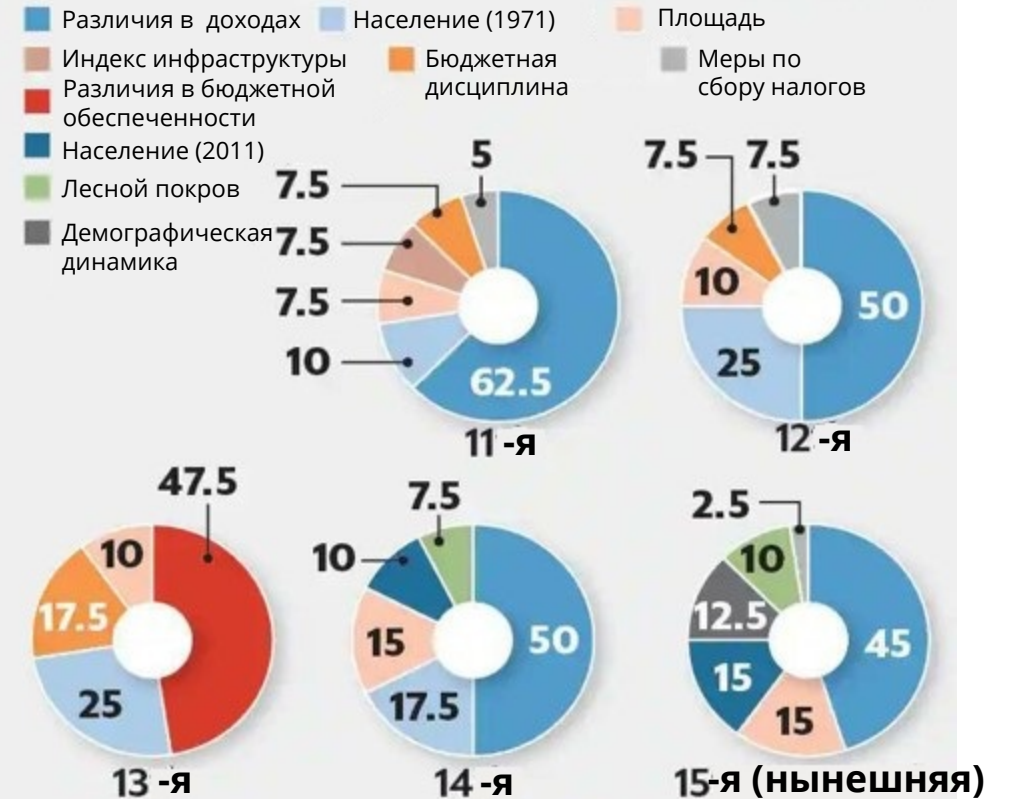 Различия в доходах
Население (1971)
Площадь
Индекс инфраструктуры
Бюджетная
дисциплина
Меры по
сбору налогов
Различия в бюджетной
обеспеченности
Население (2011)
Лесной покров
Демографическая
динамика
5
7.5
7.5
7.5
10
62.5
11 -я
7.5
7.5
10
50
25
12 -я
47.5
10
17.5
25
13 -я
7.5
10
15
50
17.5
14 -я
2.5
10
12.5
45
15
15
15-я (нынешняя)